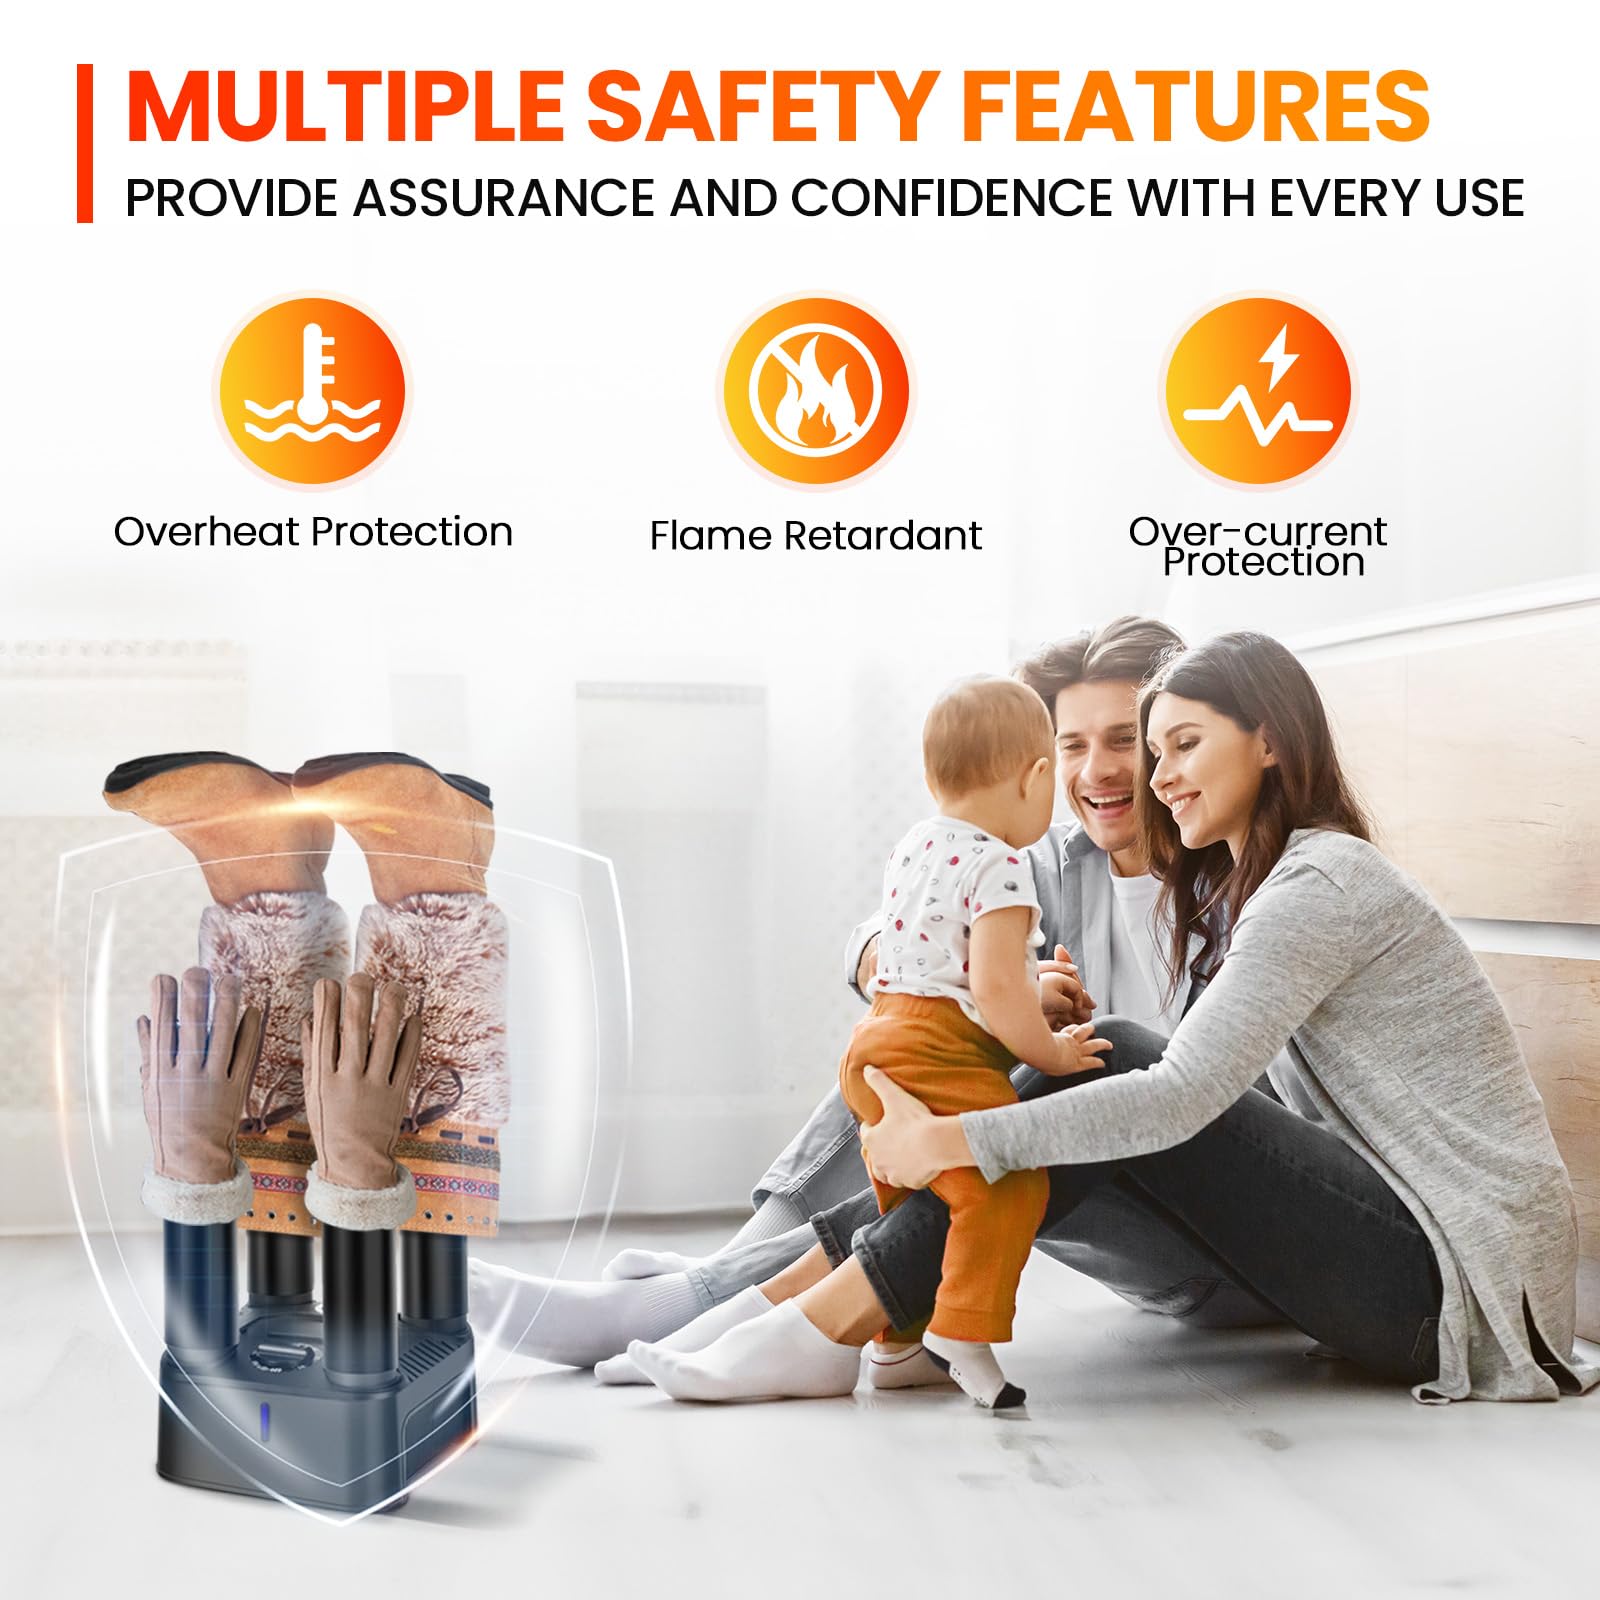 MULTIPLE SAFETY FEATURES
PROVIDE ASSURANCE AND CONFIDENCE WITH EVERY USE
Overheat Protection
Flame Retardant
Over-current
Protection